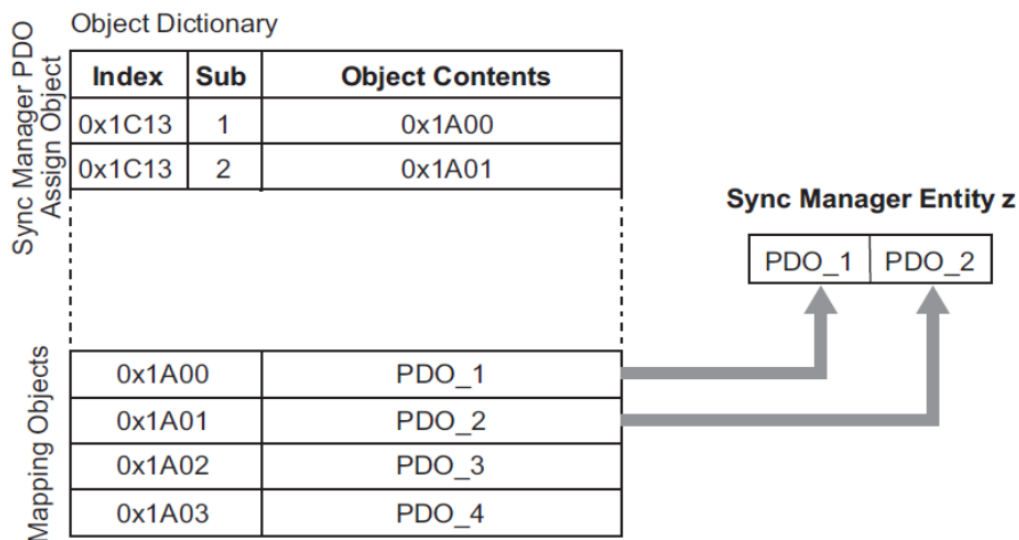 Object Dictionary
Sync Manager PDO
Assign Object
Index Sub Object Contents
0x1C13 1 0x1A00
0x1C13 2 0x1A01
Sync Manager Entity z
PDO_1 PDO_2
Mapping Objects
0x1A00 PDO_1
0x1A01 PDO_2
0x1A02 PDO_3
0x1A03 PDO_4